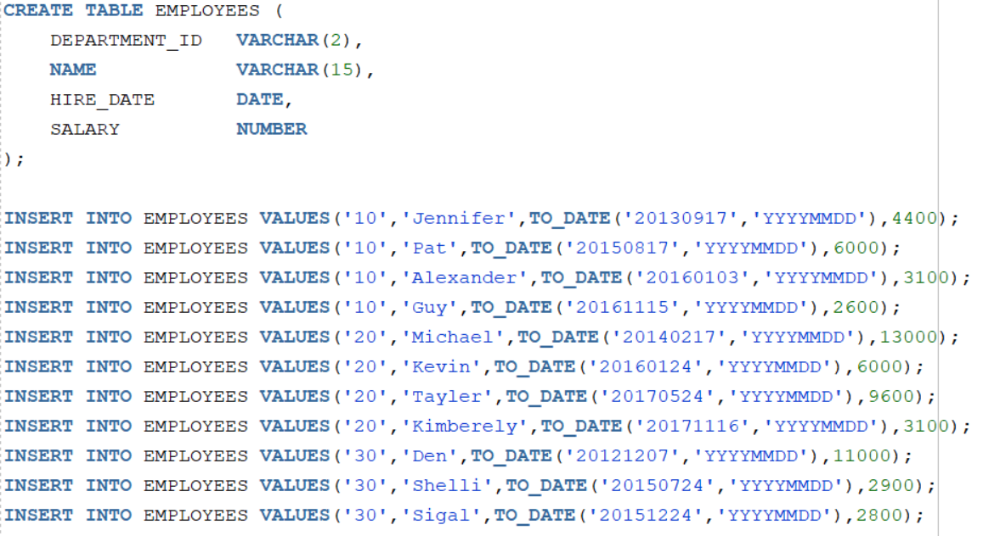 CREATE TABLE EMPLOYEES (
    DEPARTMENT_ID   VARCHAR(2),
    NAME            VARCHAR(15),
    HIRE_DATE       DATE,
    SALARY          NUMBER
);

INSERT INTO EMPLOYEES VALUES('10','Jennifer',TO_DATE('20130917','YYYYMMDD'),4400);
INSERT INTO EMPLOYEES VALUES('10','Pat',TO_DATE('20150817','YYYYMMDD'),6000);
INSERT INTO EMPLOYEES VALUES('10','Alexander',TO_DATE('20160103','YYYYMMDD'),3100);
INSERT INTO EMPLOYEES VALUES('10','Guy',TO_DATE('20161115','YYYYMMDD'),2600);
INSERT INTO EMPLOYEES VALUES('20','Michael',TO_DATE('20140217','YYYYMMDD'),13000);
INSERT INTO EMPLOYEES VALUES('20','Kevin',TO_DATE('20160124','YYYYMMDD'),6000);
INSERT INTO EMPLOYEES VALUES('20','Tayler',TO_DATE('20170524','YYYYMMDD'),9600);
INSERT INTO EMPLOYEES VALUES('20','Kimberely',TO_DATE('20171116','YYYYMMDD'),3100);
INSERT INTO EMPLOYEES VALUES('30','Den',TO_DATE('20121207','YYYYMMDD'),11000);
INSERT INTO EMPLOYEES VALUES('30','Shelli',TO_DATE('20150724','YYYYMMDD'),2900);
INSERT INTO EMPLOYEES VALUES('30','Sigal',TO_DATE('20151224','YYYYMMDD'),2800);